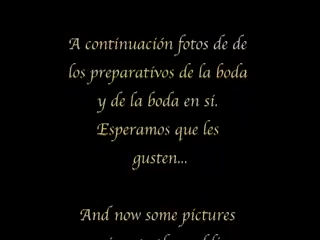 A continuación fotos de de
los preparativos de la boda
y de la boda en sí.
Esperamos que les
gusten...
And now some pictures